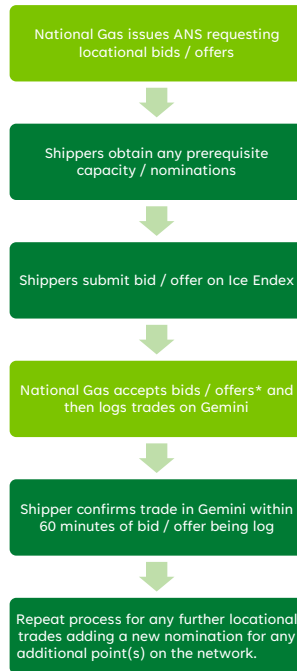 National Gas issues ANS requesting
locational bids / offers
Shippers obtain any prerequisite
capacity / nominations
Shippers submit bid / offer on Ice Endex
National Gas accepts bids / offers* and
then logs trades on Gemini
Shipper confirms trade in Gemini within
60 minutes of bid / offer being log
Repeat process for any further locational
trades adding a new nomination for any
additional point(s) on the network.